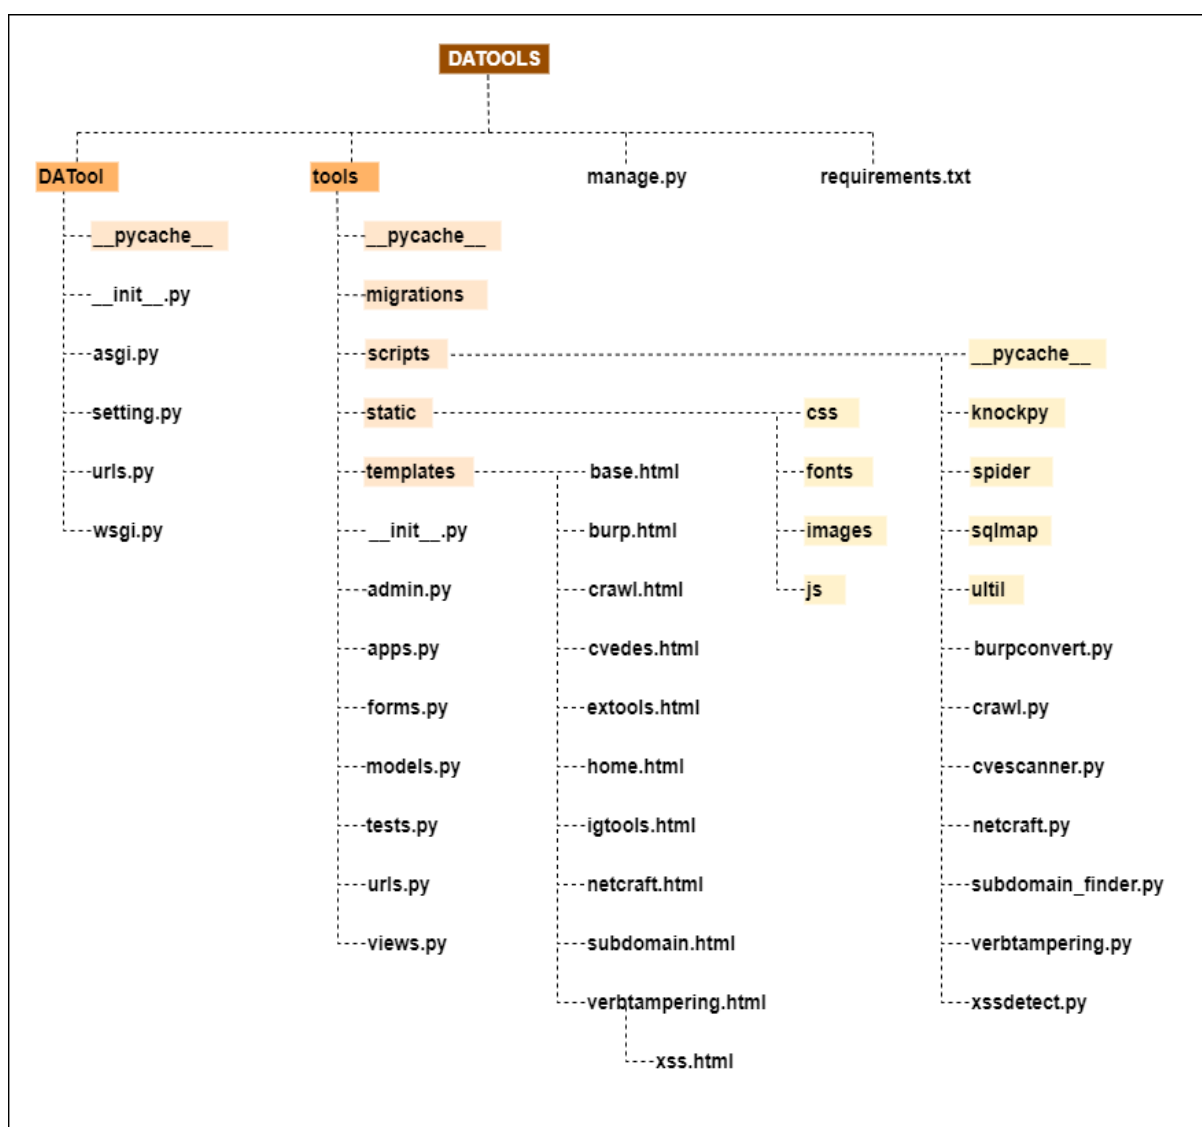 DATOOLS
DATool
tools
manage.py
requirements.txt
__pycache__
__init__.py
asgi.py
setting.py
urls.py
wsgi.py
__pycache__
migrations
scripts
static
templates
__init__.py
admin.py
apps.py
forms.py
models.py
tests.py
urls.py
views.py
base.html
burp.html
crawl.html
cvedes.html
extools.html
home.html
igtools.html
netcraft.html
subdomain.html
verbtampering.html
xss.html
css
fonts
images
js
__pycache__
knockpy
spider
sqlmap
ultil
burpconvert.py
crawl.py
cvescanner.py
netcraft.py
subdomain_finder.py
verbtampering.py
xssdetect.py